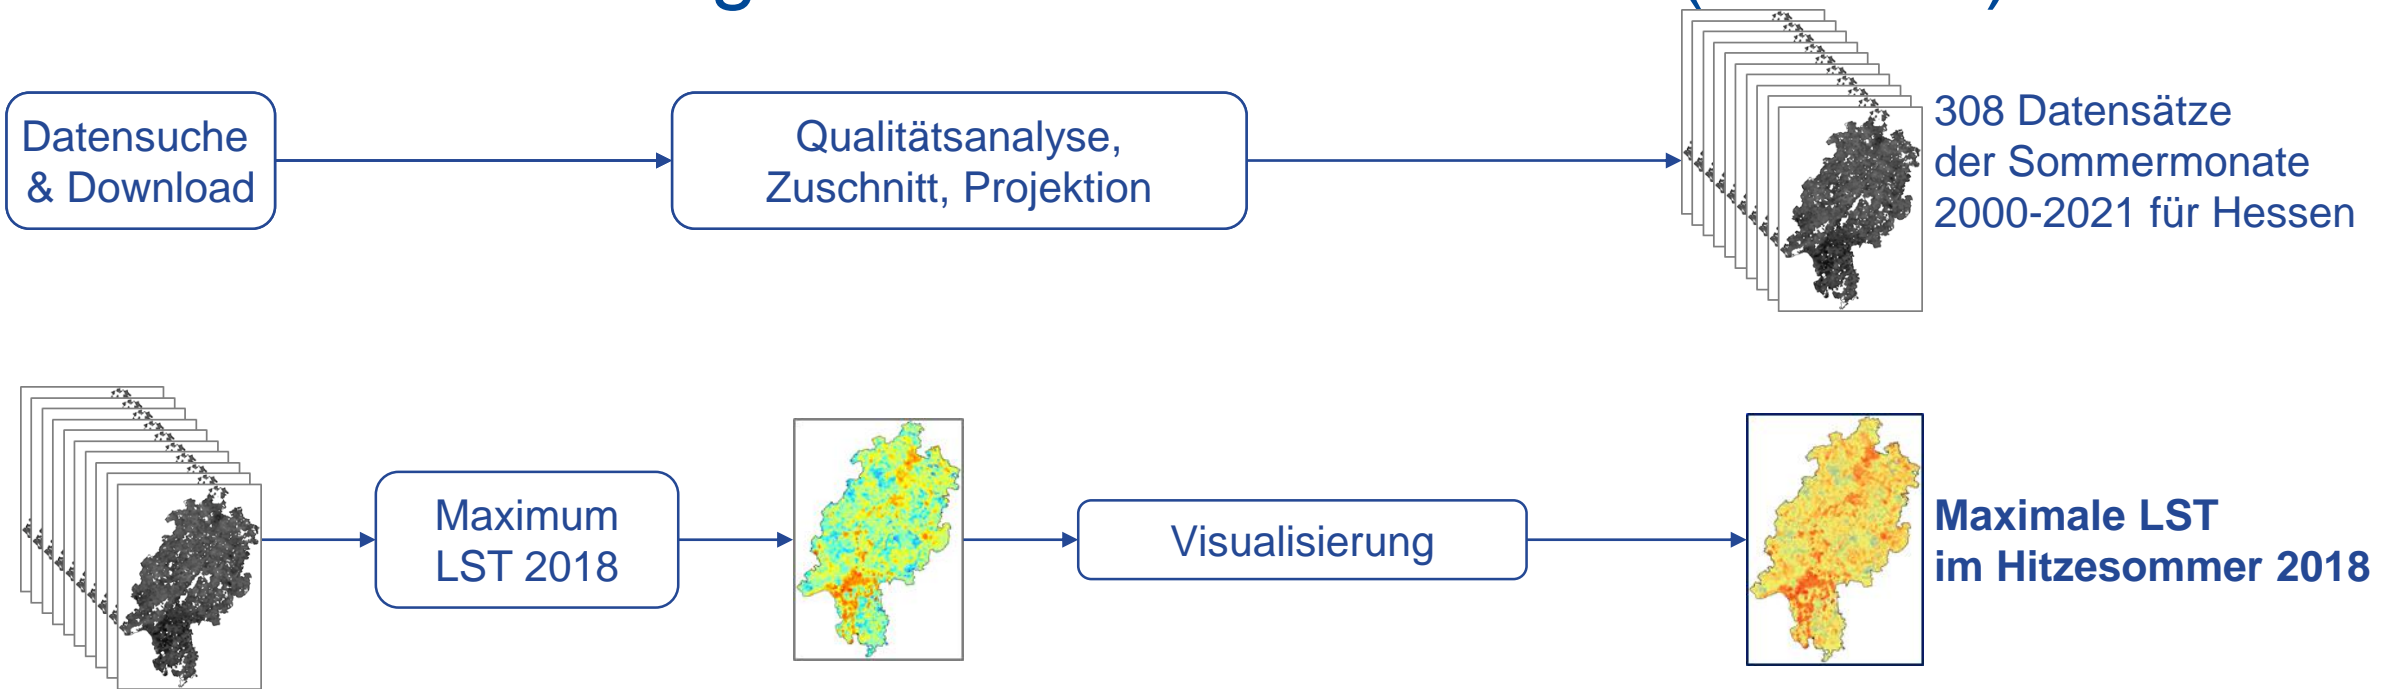 Datensuche
& Download
Qualitätsanalyse,
Zuschnitt, Projektion
308 Datensätze
der Sommermonate
2000-2021 für Hessen
Maximum
LST 2018
Visualisierung
Maximale LST
im Hitzesommer 2018